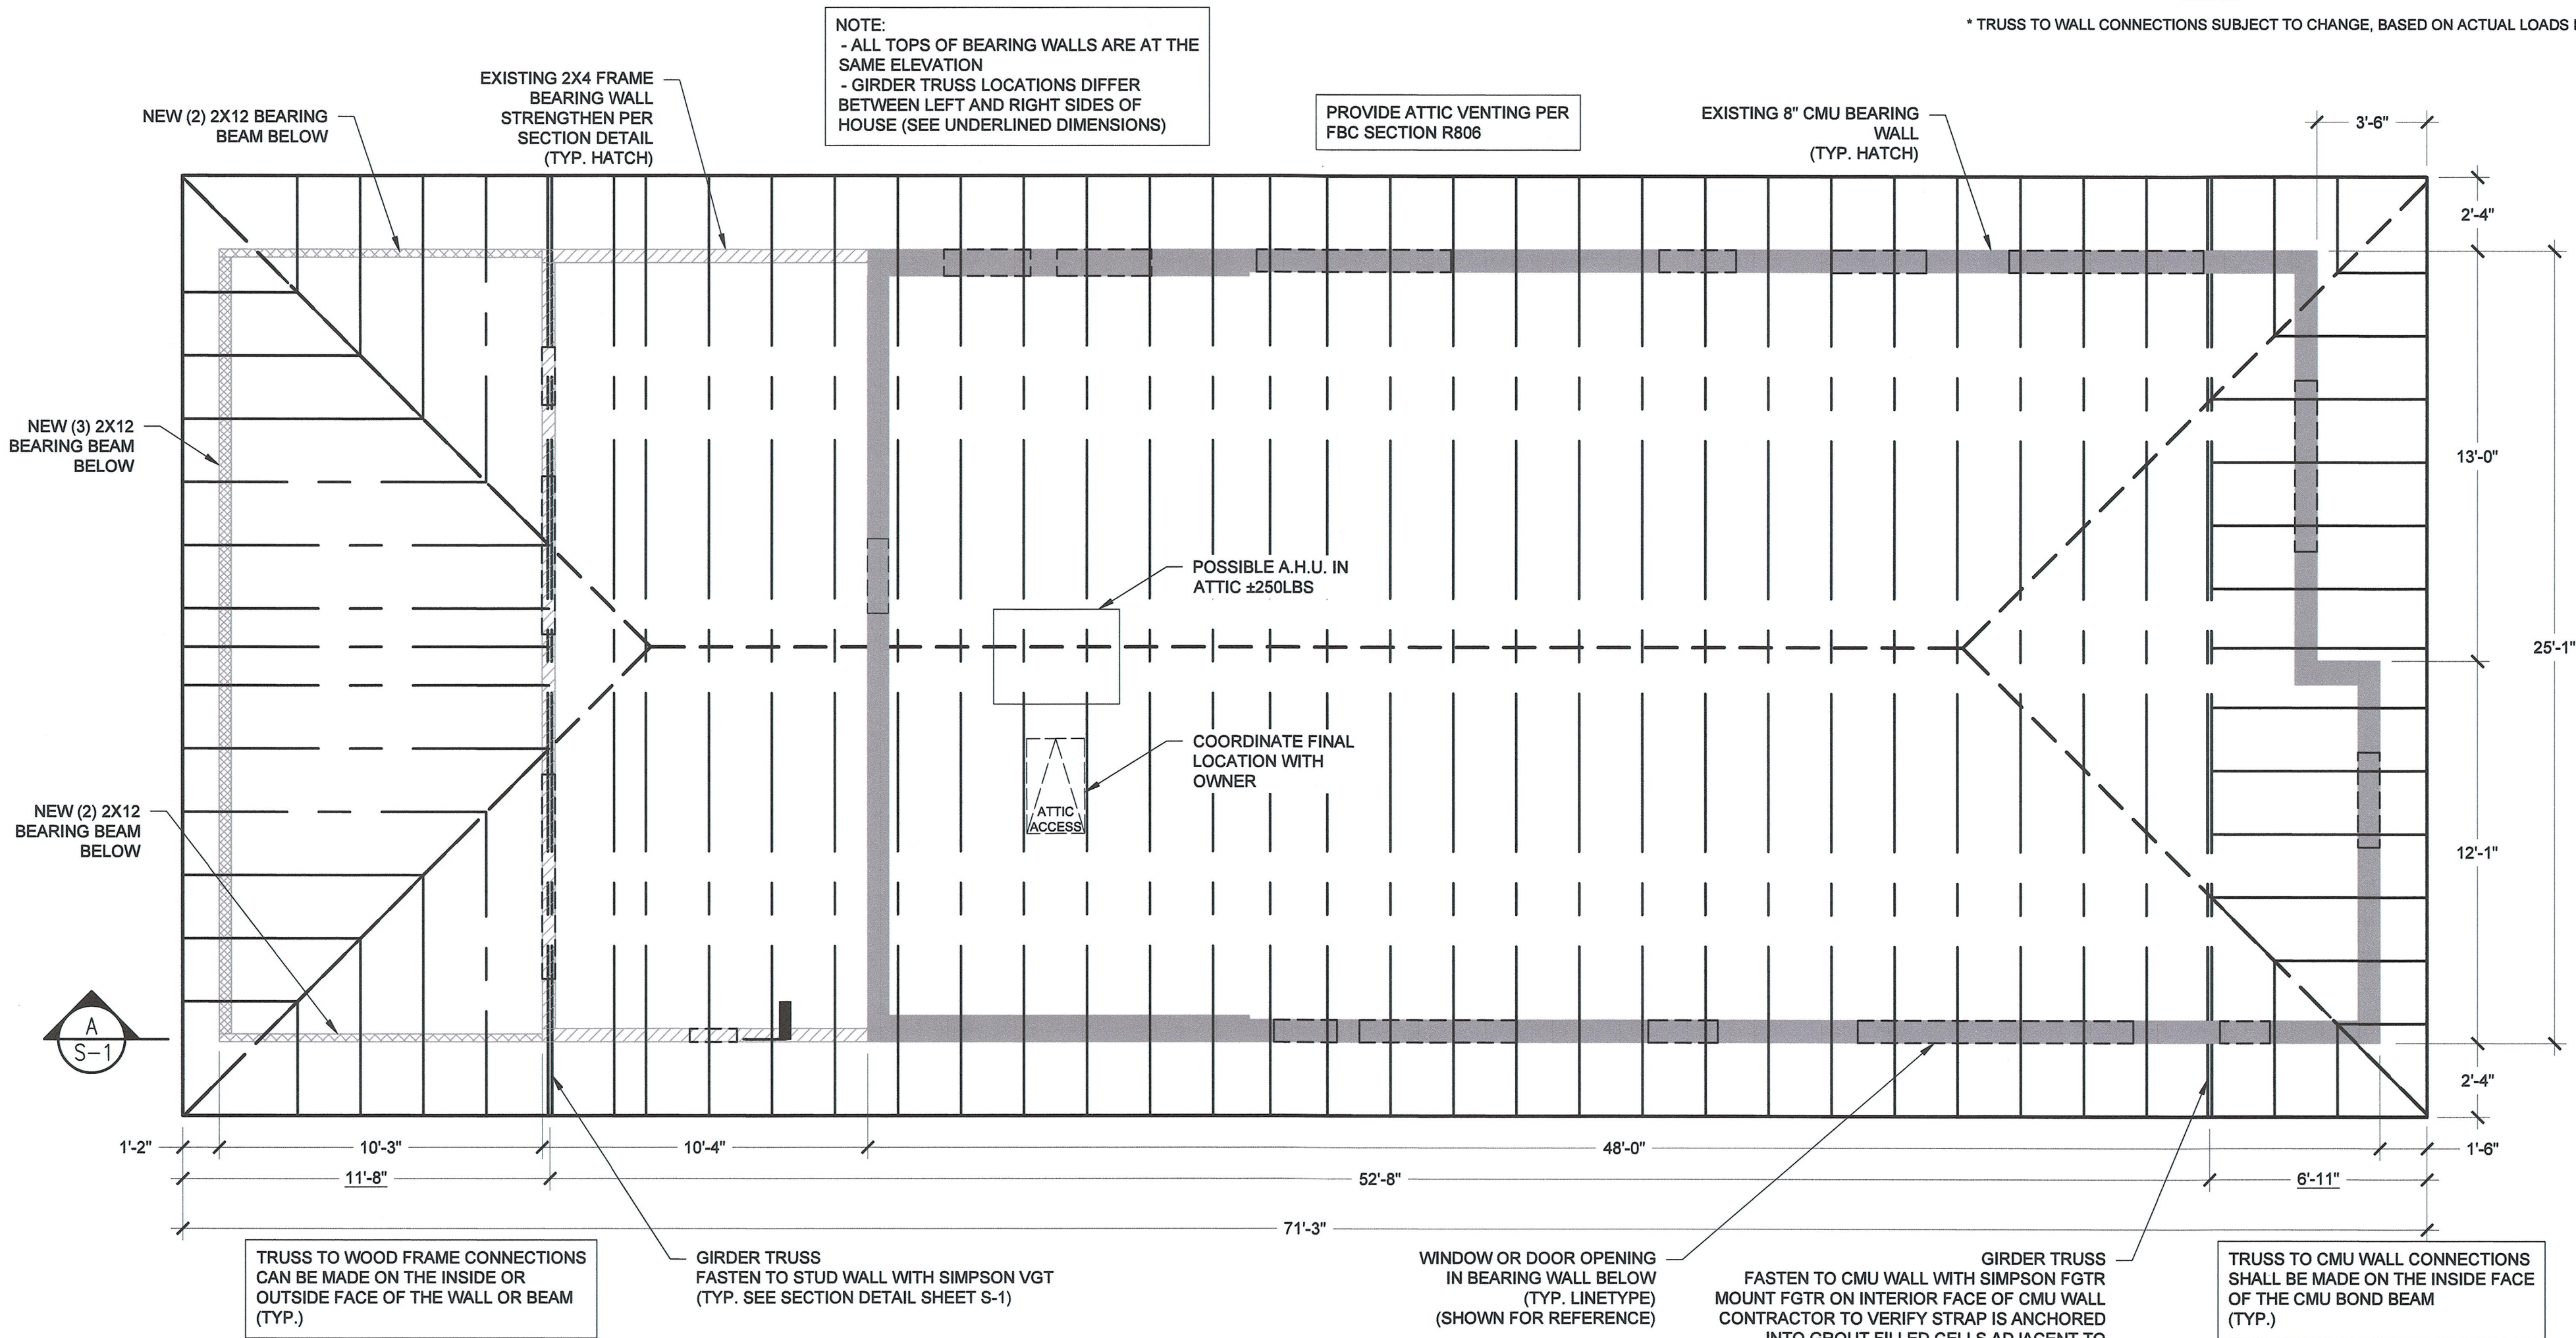 * TRUSS TO WALL CONNECTIONS SUBJECT TO CHANGE, BASED ON ACTUAL LOADS
NOTE:
- ALL TOPS OF BEARING WALLS ARE AT THE
SAME ELEVATION
- GIRDER TRUSS LOCATIONS DIFFER
BETWEEN LEFT AND RIGHT SIDES OF
HOUSE (SEE UNDERLINED DIMENSIONS)
EXISTING 2X4 FRAME
BEARING WALL
STRENGTHEN PER
SECTION DETAIL
(TYP. HATCH)
NEW (2) 2X12 BEARING
BEAM BELOW
PROVIDE ATTIC VENTING PER
FBC SECTION R806
EXISTING 8" CMU BEARING
WALL
(TYP. HATCH)
3'-6"
2'-4"
NEW (3) 2X12
BEARING BEAM
BELOW
13'-0"
POSSIBLE A.H.U. IN
ATTIC ±250LBS
25'-1"
COORDINATE FINAL
LOCATION WITH
OWNER
ATTIC
ACCESS
NEW (2) 2X12
BEARING BEAM
BELOW
12'-1"
A
S-1
2'-4"
1'-2"
10'-3"
10'-4"
48'-0"
1'-6"
11'-8"
52'-8"
6'-11"
71'-3"
TRUSS TO WOOD FRAME CONNECTIONS
CAN BE MADE ON THE INSIDE OR
OUTSIDE FACE OF THE WALL OR BEAM
(TYP.)
GIRDER TRUSS
FASTEN TO STUD WALL WITH SIMPSON VGT
(TYP. SEE SECTION DETAIL SHEET S-1)
WINDOW OR DOOR OPENING
IN BEARING WALL BELOW
(TYP. LINETYPE)
(SHOWN FOR REFERENCE)
GIRDER TRUSS
FASTEN TO CMU WALL WITH SIMPSON FGTR
MOUNT FGTR ON INTERIOR FACE OF CMU WALL
CONTRACTOR TO VERIFY STRAP IS ANCHORED
INTO GROUT FILLED CELLS ADJACENT TO
TRUSS TO CMU WALL CONNECTIONS
SHALL BE MADE ON THE INSIDE FACE
OF THE CMU BOND BEAM
(TYP.)